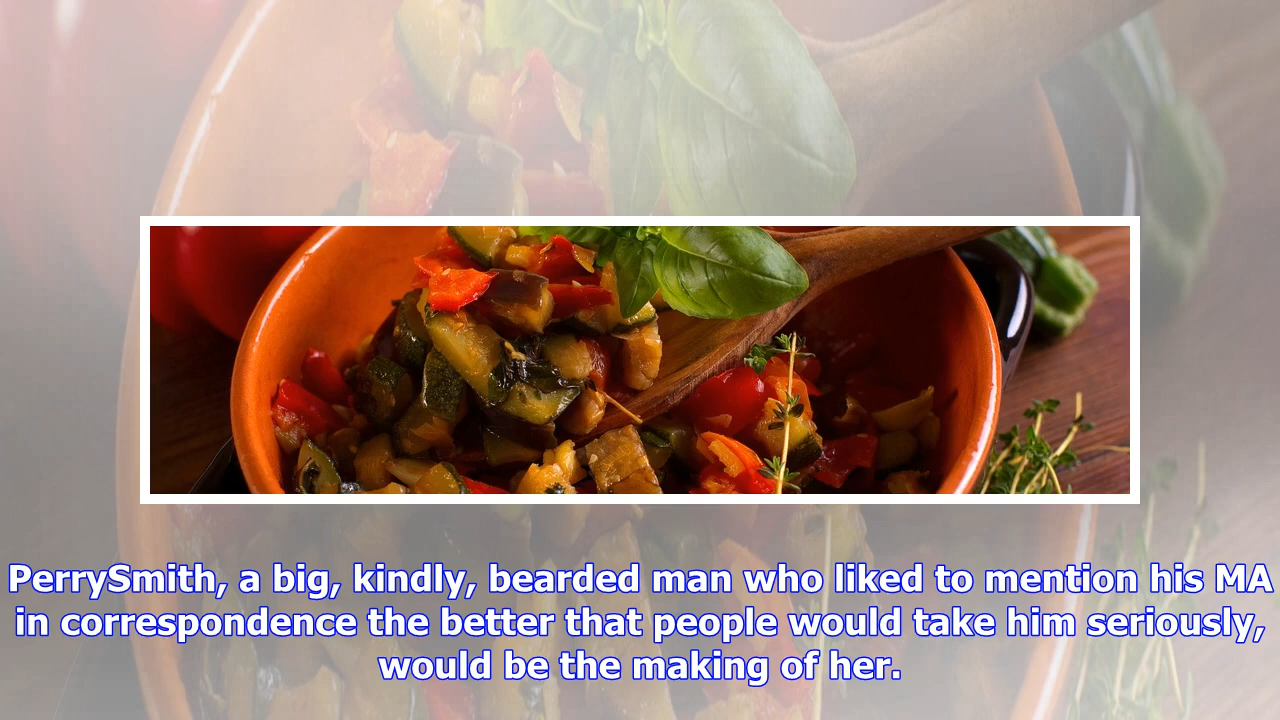 PerrySmith, a big, kindly, bearded man who liked to mention his MA
in correspondence the better that people would take him seriously,
would be the making of her.